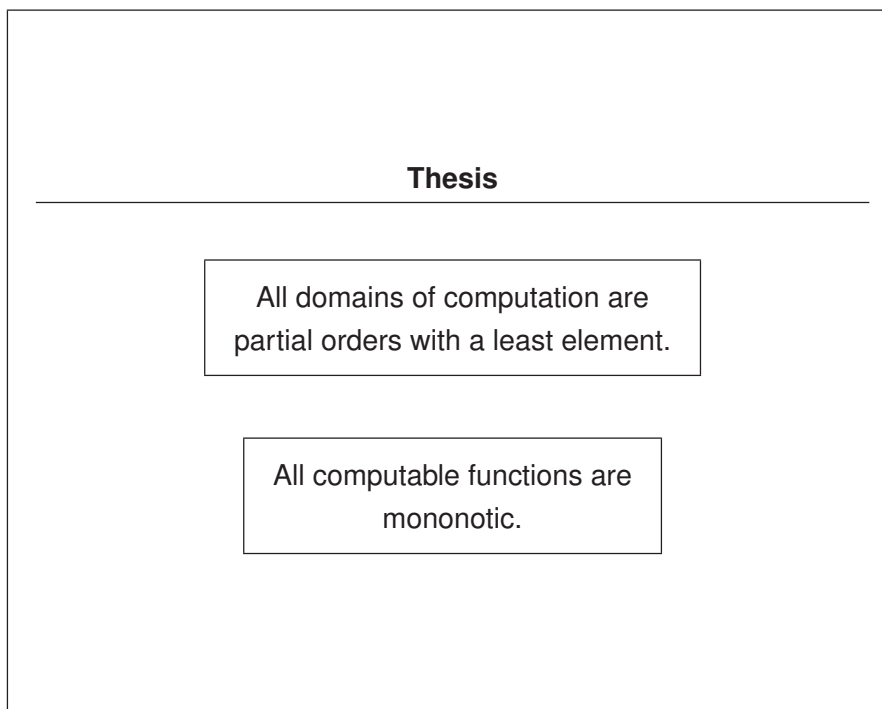 Thesis
All domains of computation are
partial orders with a least element.
All computable functions are
mononotic.